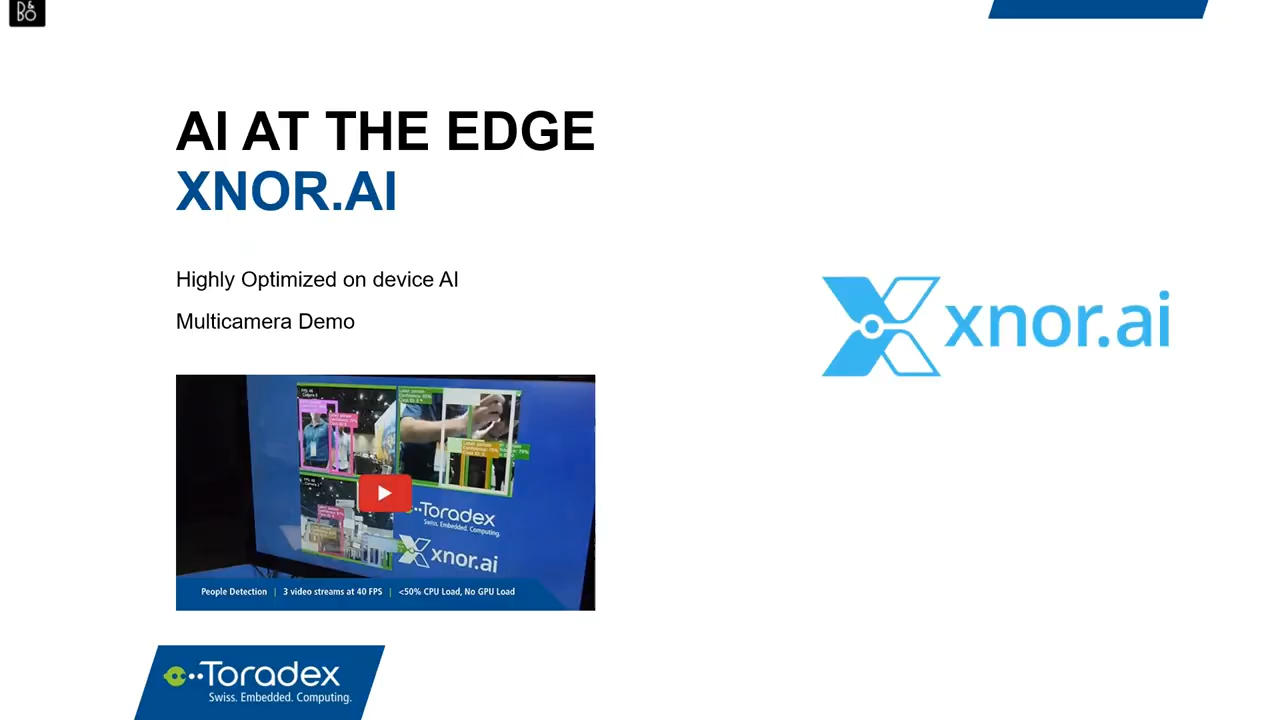 B&O
AI AT THE EDGE
XNOR.AI
Highly Optimized on device AI
Multicamera Demo
xnor.ai
Toradex
Swiss. Embedded. Computing.
xnor.ai
People Detection | 3 video streams at 40 FPS | <50% CPU Load, No GPU Load
Toradex
Swiss. Embedded. Computing.